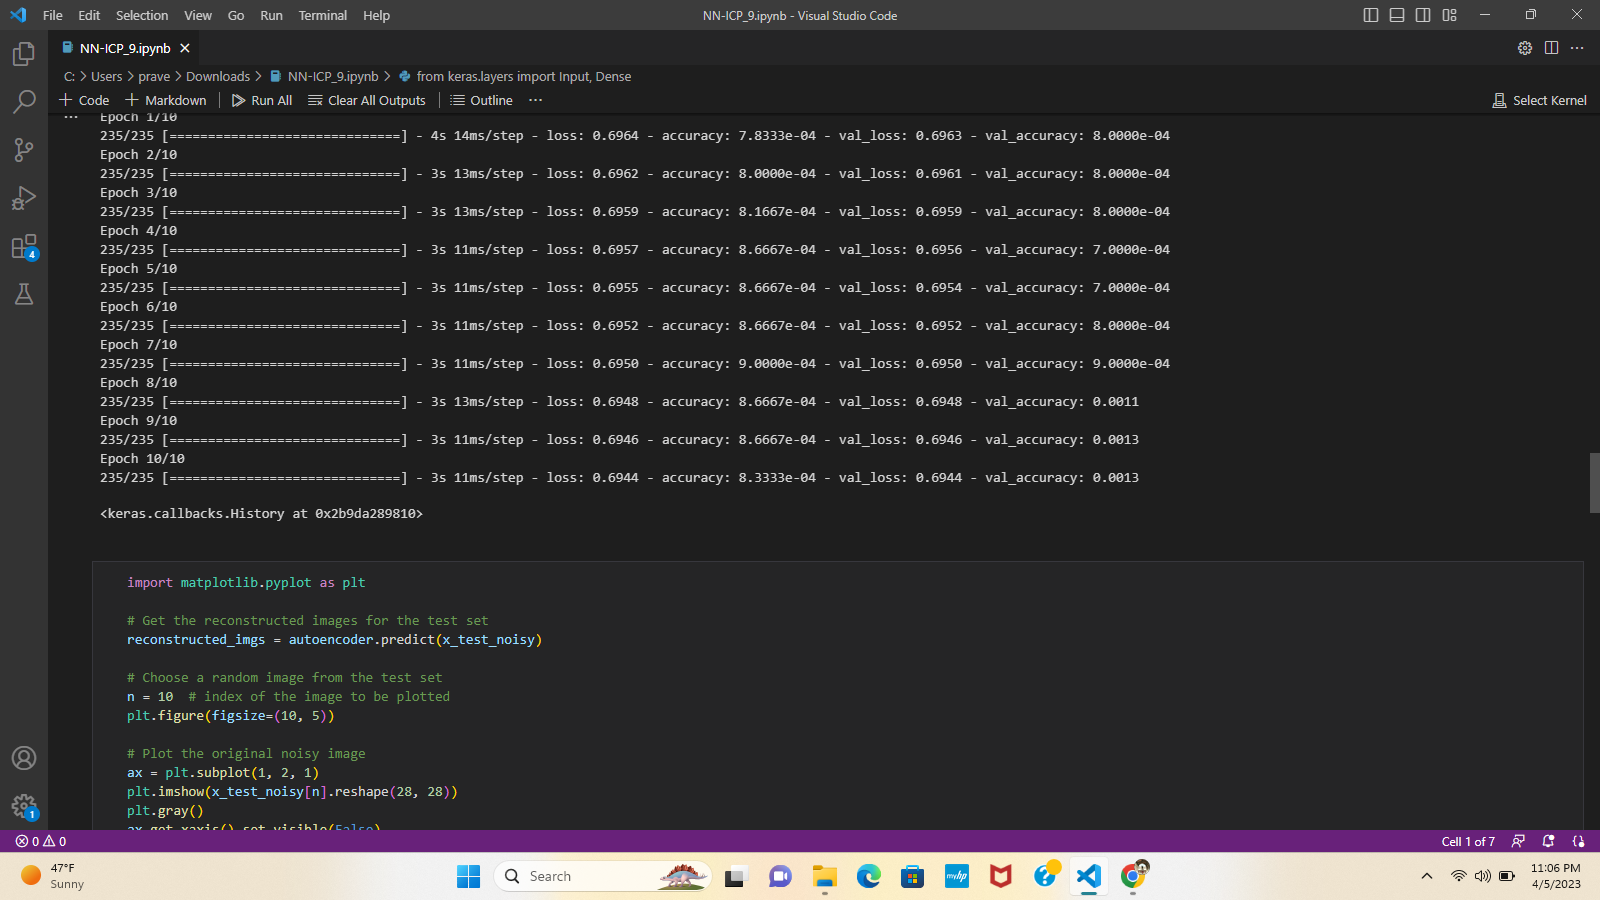 File Edit Selection View Go Run Terminal Help
NN-ICP_9.ipynb - Visual Studio Code
NN-ICP_9.ipynb
C: > Users > prave > Downloads > NN-ICP_9.ipynb > from keras.layers import Input, Dense
+ Code + Markdown Run All Clear All Outputs Outline ...
Select Kernel
Epoch 1/10
235/235 [==============================] - 4s 14ms/step - loss: 0.6964 - accuracy: 7.8333e-04 - val_loss: 0.6963 - val_accuracy: 8.0000e-04
Epoch 2/10
235/235 [==============================] - 3s 13ms/step - loss: 0.6962 - accuracy: 8.0000e-04 - val_loss: 0.6961 - val_accuracy: 8.0000e-04
Epoch 3/10
235/235 [==============================] - 3s 13ms/step - loss: 0.6959 - accuracy: 8.1667e-04 - val_loss: 0.6959 - val_accuracy: 8.0000e-04
Epoch 4/10
235/235 [==============================] - 3s 11ms/step - loss: 0.6957 - accuracy: 8.6667e-04 - val_loss: 0.6956 - val_accuracy: 7.0000e-04
Epoch 5/10
235/235 [==============================] - 3s 11ms/step - loss: 0.6955 - accuracy: 8.6667e-04 - val_loss: 0.6954 - val_accuracy: 7.0000e-04
Epoch 6/10
235/235 [==============================] - 3s 11ms/step - loss: 0.6952 - accuracy: 8.6667e-04 - val_loss: 0.6952 - val_accuracy: 8.0000e-04
Epoch 7/10
235/235 [==============================] - 3s 11ms/step - loss: 0.6950 - accuracy: 9.0000e-04 - val_loss: 0.6950 - val_accuracy: 9.0000e-04
Epoch 8/10
235/235 [==============================] - 3s 13ms/step - loss: 0.6948 - accuracy: 8.6667e-04 - val_loss: 0.6948 - val_accuracy: 0.0011
Epoch 9/10
235/235 [==============================] - 3s 11ms/step - loss: 0.6946 - accuracy: 8.6667e-04 - val_loss: 0.6946 - val_accuracy: 0.0013
Epoch 10/10
235/235 [==============================] - 3s 11ms/step - loss: 0.6944 - accuracy: 8.3333e-04 - val_loss: 0.6944 - val_accuracy: 0.0013
<keras.callbacks.History at 0x2b9da289810>
import matplotlib.pyplot as plt
# Get the reconstructed images for the test set
reconstructed_imgs = autoencoder.predict(x_test_noisy)
# Choose a random image from the test set
n = 10  # index of the image to be plotted
plt.figure(figsize=(10, 5))
# Plot the original noisy image
ax = plt.subplot(1, 2, 1)
plt.imshow(x_test_noisy[n].reshape(28, 28))
plt.gray()
ax.get_xaxis().set_visible(False)
4
1
0 0
Cell 1 of 7
47°F
Sunny
Search
myhp
11:06 PM
4/5/2023